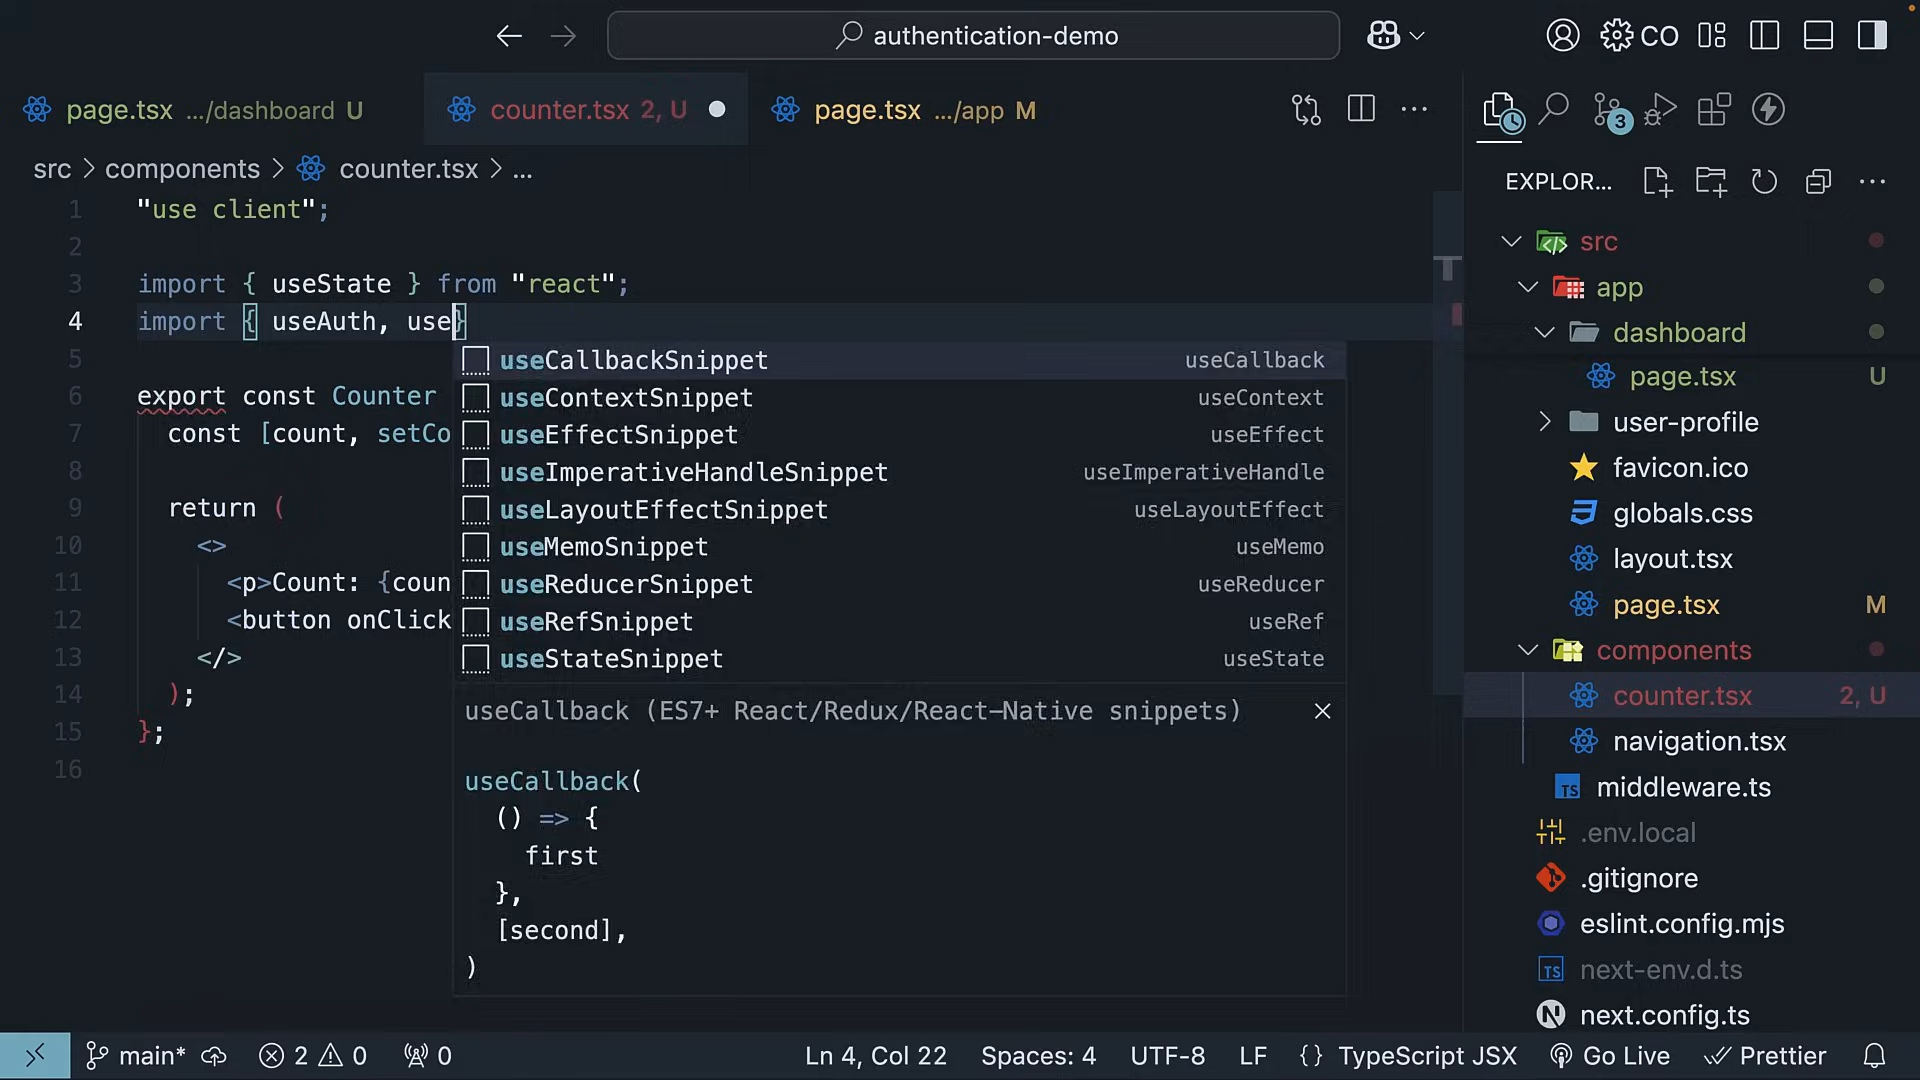 authentication-demo
CO
page.tsx .../dashboard U
counter.tsx 2, U
page.tsx .../app M
3
src > components > counter.tsx > ...
EXPLOR...
1 "use client";
2
3 import { useState } from "react";
4 import { useAuth, use}
5
6 export const Counter
7 const [count, setCo
8
9 return (
10 <>
11 <p>Count: {coun
12 <button onClick
13 </>
14 );
15 };
16
useCallbackSnippet useCallback
useContextSnippet useContext
useEffectSnippet useEffect
useImperativeHandleSnippet useImperativeHandle
useLayoutEffectSnippet useLayoutEffect
useMemoSnippet useMemo
useReducerSnippet useReducer
useRefSnippet useRef
useStateSnippet useState
useCallback (ES7+ React/Redux/React-Native snippets)
useCallback(
() => {
first
},
[second],
)
src
app
dashboard
page.tsx U
user-profile
favicon.ico
globals.css
layout.tsx
page.tsx M
components
counter.tsx 2, U
navigation.tsx
TS middleware.ts
.env.local
.gitignore
eslint.config.mjs
TS next-env.d.ts
N next.config.ts
main* 2 0 0 Ln 4, Col 22 Spaces: 4 UTF-8 LF {} TypeScript JSX Go Live Prettier